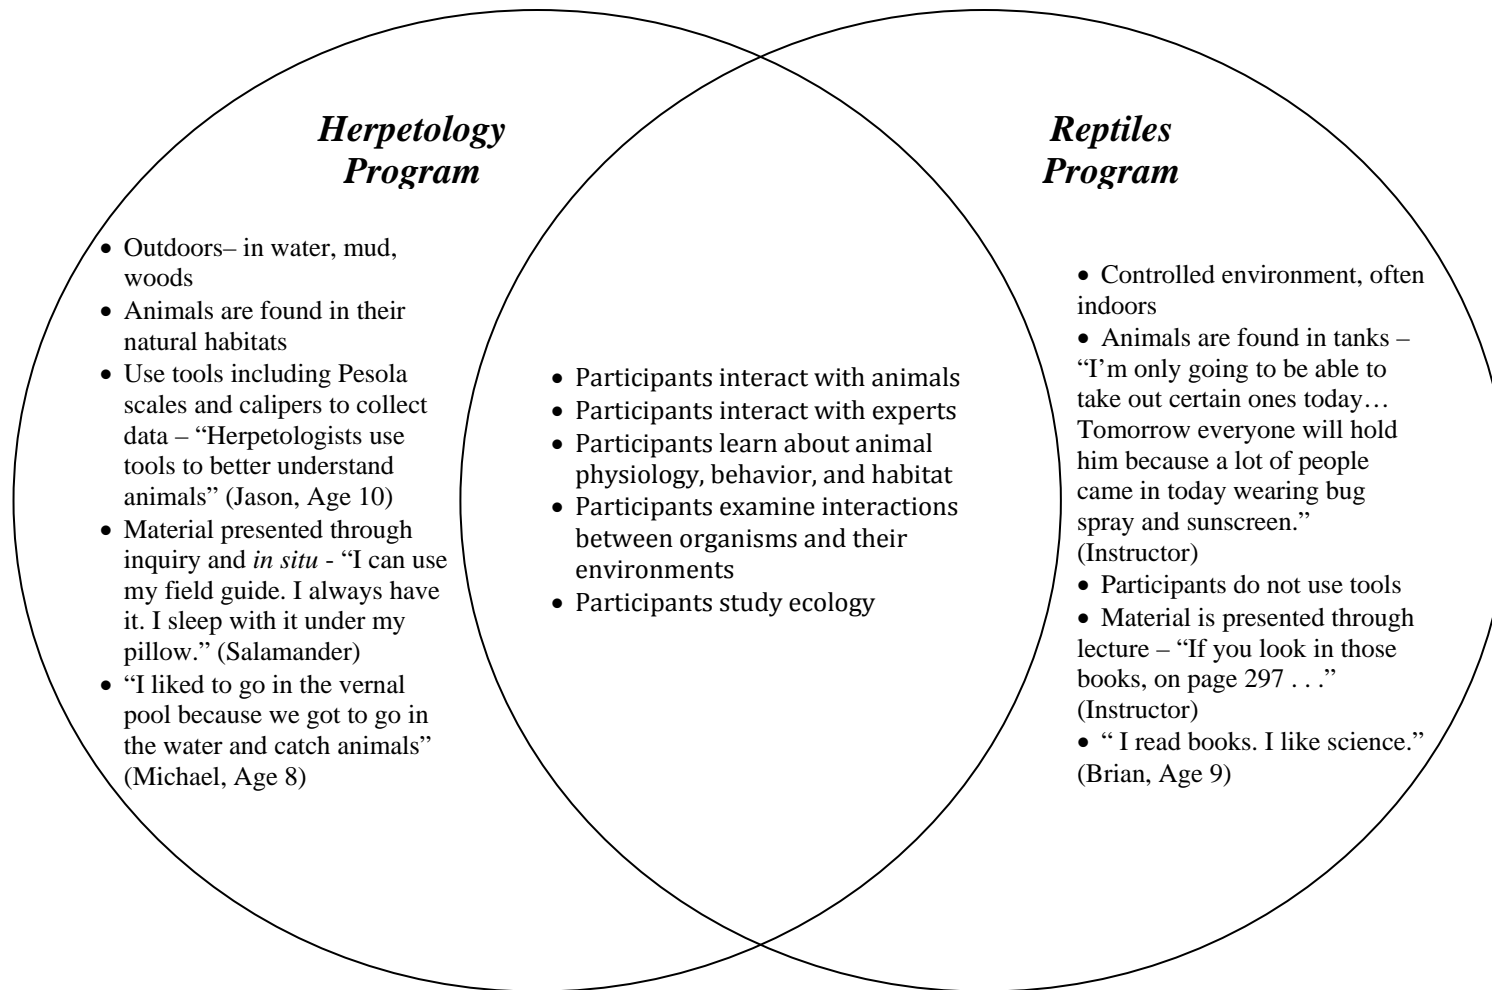 Herpetology
Program
• Outdoors– in water, mud,
woods
• Animals are found in their
natural habitats
• Use tools including Pesola
scales and calipers to collect
data – “Herpetologists use
tools to better understand
animals” (Jason, Age 10)
• Material presented through
inquiry and in situ - “I can use
my field guide. I always have
it. I sleep with it under my
pillow.” (Salamander)
• “I liked to go in the vernal
pool because we got to go in
the water and catch animals”
(Michael, Age 8)
• Participants interact with animals
• Participants interact with experts
• Participants learn about animal
physiology, behavior, and habitat
• Participants examine interactions
between organisms and their
environments
• Participants study ecology
Reptiles
Program
• Controlled environment, often
indoors
• Animals are found in tanks –
“I’m only going to be able to
take out certain ones today…
Tomorrow everyone will hold
him because a lot of people
came in today wearing bug
spray and sunscreen.”
(Instructor)
• Participants do not use tools
• Material is presented through
lecture – “If you look in those
books, on page 297 . . .”
(Instructor)
• “ I read books. I like science.”
(Brian, Age 9)